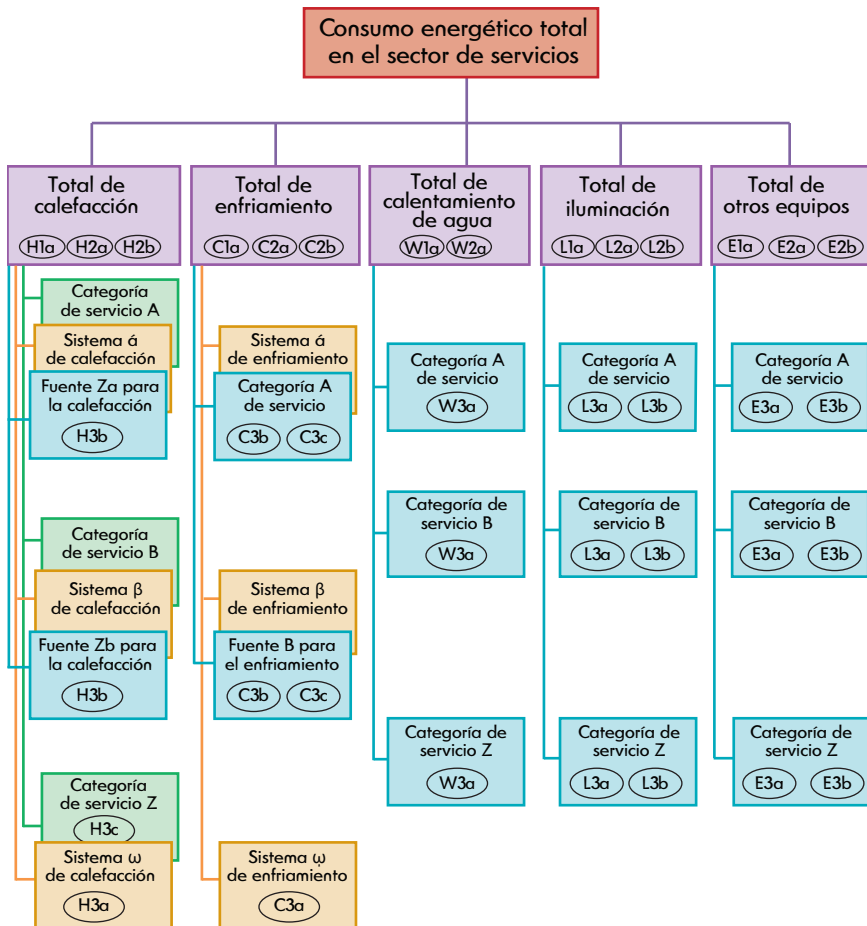 Consumo energético total
en el sector de servicios
Total de
calefacción
H1a H2a H2b
Total de
enfriamiento
C1a C2a C2b
Total de
calentamiento
de agua
W1a W2a
Total de
iluminación
L1a L2a L2b
Total de
otros equipos
E1a E2a E2b
Categoría
de servicio A
Sistema á
de calefacción
Fuente Za para
la calefacción
H3b
Categoría
de servicio B
Sistema β
de calefacción
Fuente Zb para
la calefacción
H3b
Categoría
de servicio Z
H3c
Sistema ω
de calefacción
H3a
Sistema á
de enfriamiento
Categoría A
de servicio
C3b C3c
Sistema β
de enfriamiento
Fuente B para
el enfriamiento
C3b C3c
Sistema ψ
de enfriamiento
C3a
Categoría A
de servicio
W3a
Categoría de
servicio B
W3a
Categoría de
servicio Z
W3a
Categoría A
de servicio
L3a L3b
Categoría de
servicio B
L3a L3b
Categoría de
servicio Z
L3a L3b
Categoría A
de servicio
E3a E3b
Categoría de
servicio B
E3a E3b
Categoría de
servicio Z
E3a E3b